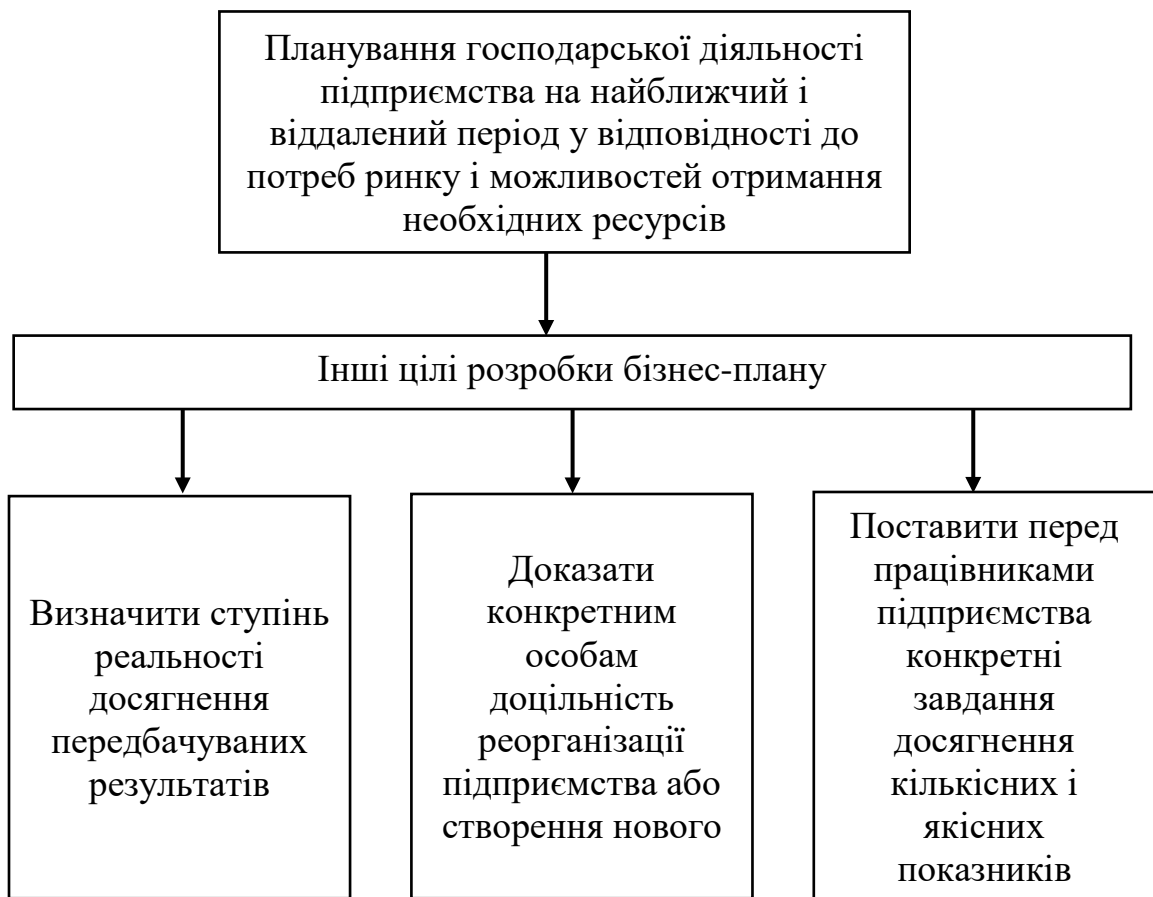 Планування господарської діяльності
підприємства на найближчий і
віддалений період у відповідності до
потреб ринку і можливостей отримання
необхідних ресурсів
Інші цілі розробки бізнес-плану
Визначити ступінь
реальності
досягнення
передбачуваних
результатів
Доказати
конкретним
особам
доцільність
реорганізації
підприємства або
створення нового
Поставити перед
працівниками
підприємства
конкретні
завдання
досягнення
кількісних і
якісних
показників